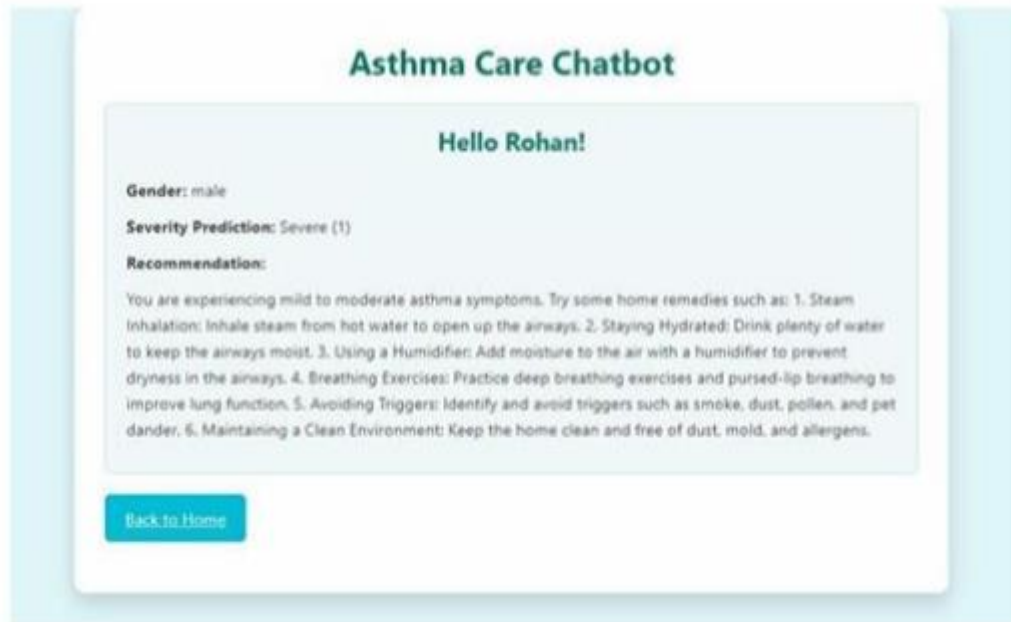 Asthma Care Chatbot
Hello Rohan!
Gender: male
Severity Prediction: Severe (1)
Recommendation:
You are experiencing mild to moderate asthma symptoms. Try some home remedies such as: 1. Steam
Inhalation: Inhale steam from hot water to open up the airways. 2. Staying Hydrated: Drink plenty of water
to keep the airways moist. 3. Using a Humidifier: Add moisture to the air with a humidifier to prevent
dryness in the airways. 4. Breathing Exercises: Practice deep breathing exercises and pursed-lip breathing to
improve lung function. 5. Avoiding Triggers: Identify and avoid triggers such as smoke, dust, pollen, and pet
dander. 6. Maintaining a Clean Environment: Keep the home clean and free of dust, mold, and allergens.
Back to Home